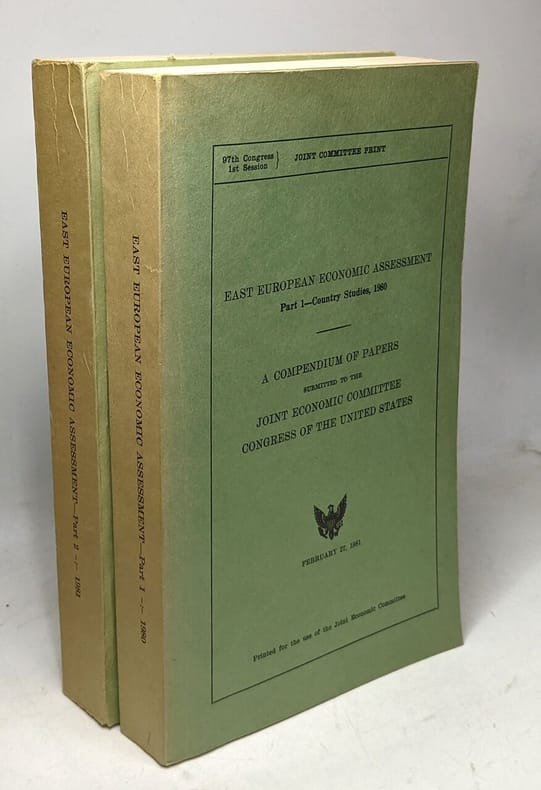 EAST EUROPEAN ECONOMIC ASSESSMENT—Part 2 — 1981
EAST EUROPEAN ECONOMIC ASSESSMENT—Part 1 — 1980
97th Congress
1st Session
JOINT COMMITTEE PRINT
EAST EUROPEAN ECONOMIC ASSESSMENT
Part 1—Country Studies, 1980
A COMPENDIUM OF PAPERS
SUBMITTED TO THE
JOINT ECONOMIC COMMITTEE
CONGRESS OF THE UNITED STATES
FEBRUARY 27, 1981
Printed for the use of the Joint Economic Committee